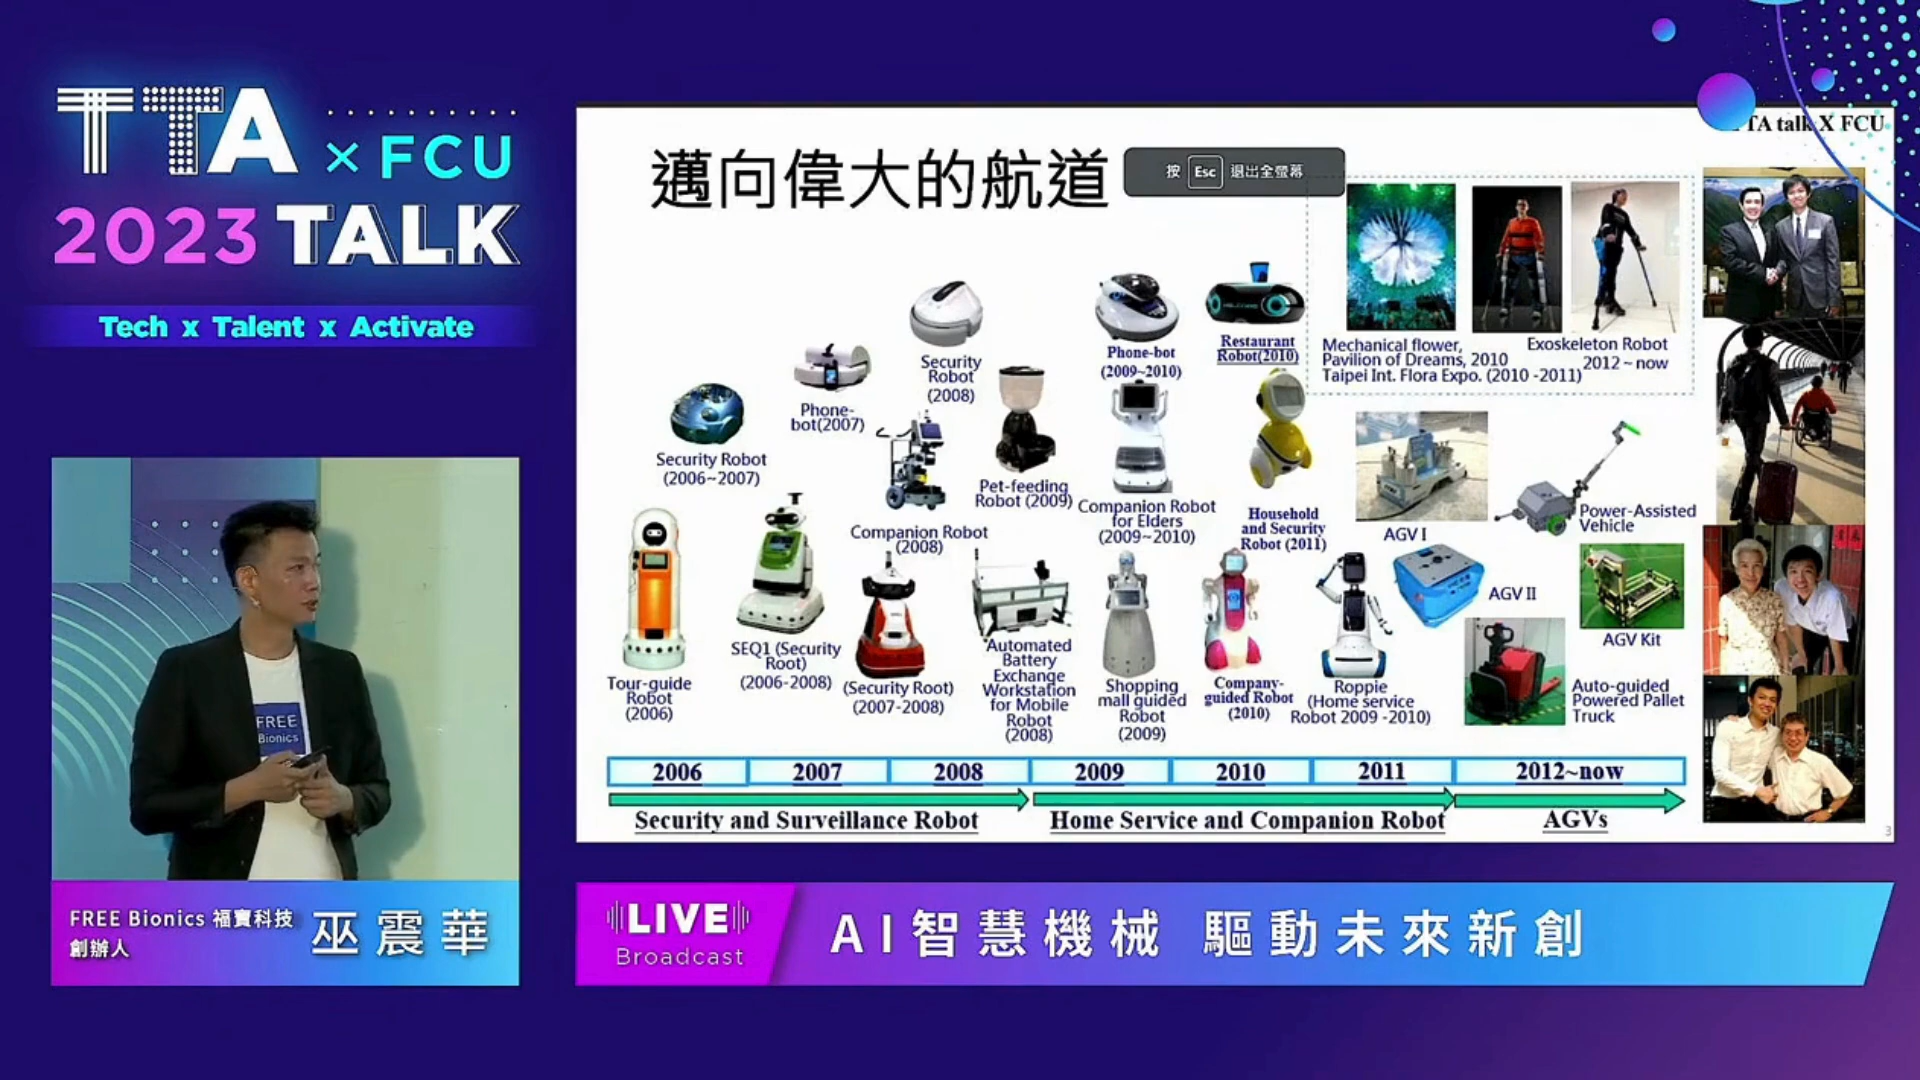 TTA × FCU
2023 TALK
Tech x Talent x Activate
TA talk X FCU
邁向偉大的航道
按 Esc 退出全螢幕
Security Robot
(2006~2007)
Phone-
bot(2007)
Security
Robot
(2008)
Phone-bot
(2009~2010)
Restaurant
Robot(2010)
Mechanical flower,
Pavilion of Dreams, 2010
Taipei Int. Flora Expo. (2010 -2011)
Exoskeleton Robot
2012 ~ now
Companion Robot
(2008)
Pet-feeding
Robot (2009)
Companion Robot
for Elders
(2009~2010)
Household
and Security
Robot (2011)
AGV I
Power-Assisted
Vehicle
Tour-guide
Robot
(2006)
SEQ1 (Security
Root)
(2006-2008)
(Security Root)
(2007-2008)
Automated
Battery
Exchange
Workstation
for Mobile
Robot
(2008)
Shopping
mall guided
Robot
(2009)
Company-
guided Robot
(2010)
Roppie
(Home service
Robot 2009 -2010)
AGV II
AGV Kit
Auto-guided
Powered Pallet
Truck
2006 2007 2008 2009 2010 2011 2012~now
Security and Surveillance Robot Home Service and Companion Robot AGVs
3
FREE
Bionics
FREE Bionics 福寶科技
創辦人
巫震華
LIVE
Broadcast
AI智慧機械 驅動未來新創